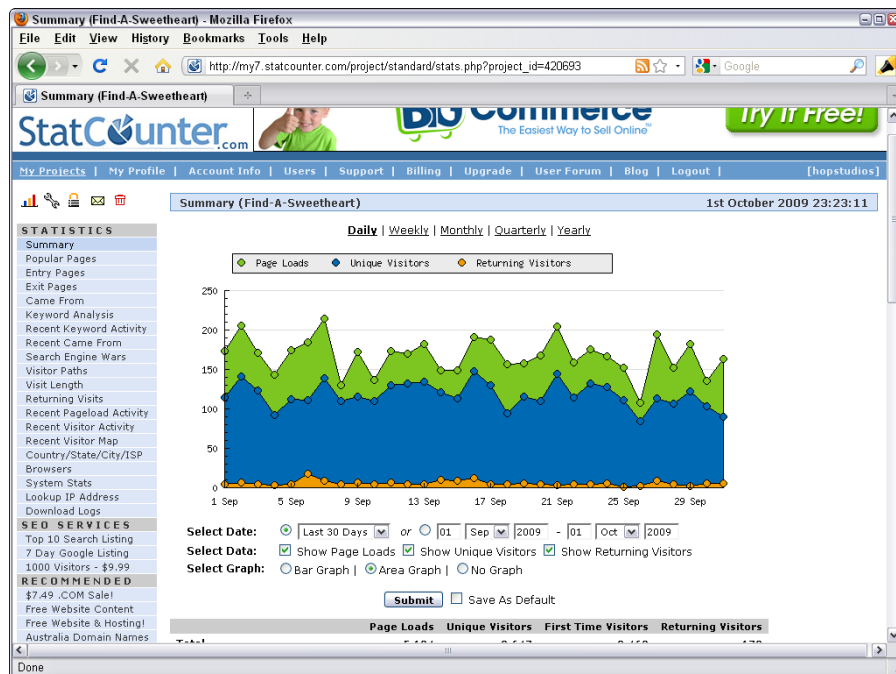 Summary (Find-A-Sweetheart) - Mozilla Firefox
File Edit View History Bookmarks Tools Help
http://my7.statcounter.com/project/standard/stats.php?project_id=420693
Google
Summary (Find-A-Sweetheart)
StatCounter.com
BIG Commerce
The Easiest Way to Sell Online™
Try It Free!
My Projects | My Profile | Account Info | Users | Support | Billing | Upgrade | User Forum | Blog | Logout | [hopstudios]
Summary (Find-A-Sweetheart) 1st October 2009 23:23:11
STATISTICS
Summary
Popular Pages
Entry Pages
Exit Pages
Came From
Keyword Analysis
Recent Keyword Activity
Recent Came From
Search Engine Wars
Visitor Paths
Visit Length
Returning Visits
Recent Pageload Activity
Recent Visitor Activity
Recent Visitor Map
Country/State/City/ISP
Browsers
System Stats
Lookup IP Address
Download Logs
SEO SERVICES
Top 10 Search Listing
7 Day Google Listing
1000 Visitors - $9.99
RECOMMENDED
$7.49 .COM Sale!
Free Website Content
Free Website & Hosting!
Australia Domain Names
Daily | Weekly | Monthly | Quarterly | Yearly
Page Loads Unique Visitors Returning Visitors
250
200
150
100
50
0
1 Sep 5 Sep 9 Sep 13 Sep 17 Sep 21 Sep 25 Sep 29 Sep
Select Date: Last 30 Days or 01 Sep 2009 - 01 Oct 2009
Select Data: Show Page Loads Show Unique Visitors Show Returning Visitors
Select Graph: Bar Graph | Area Graph | No Graph
Submit Save As Default
Page Loads Unique Visitors First Time Visitors Returning Visitors
Total
Done